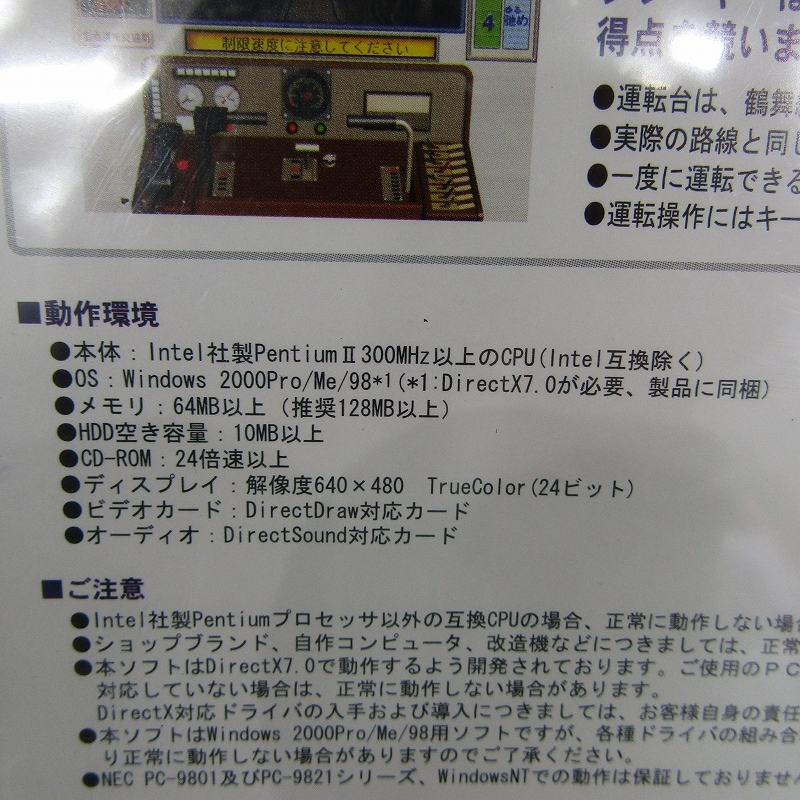 制限速度に注意してください
4
得点を競いま
●運転台は、鶴舞
●実際の路線と同じ
●一度に運転できる
●運転操作にはキー
■動作環境
●本体：Intel社製PentiumⅡ300MHz以上のCPU(Intel互換除く)
●OS：Windows 2000Pro/Me/98*1(*1:DirectX7.0が必要、製品に同梱)
●メモリ：64MB以上（推奨128MB以上）
●HDD空き容量：10MB以上
●CD-ROM：24倍速以上
●ディスプレイ：解像度640×480　TrueColor(24ビット)
●ビデオカード：DirectDraw対応カード
●オーディオ：DirectSound対応カード
■ご注意
●Intel社製Pentiumプロセッサ以外の互換CPUの場合、正常に動作しない場合
●ショップブランド、自作コンピュータ、改造機などにつきましては、正常
●本ソフトはDirectX7.0で動作するよう開発されております。ご使用のＰＣ
対応していない場合は、正常に動作しない場合があります。
DirectX対応ドライバの入手および導入につきましては、お客様自身の責任
●本ソフトはWindows 2000Pro/Me/98用ソフトですが、各種ドライバの組み合
り正常に動作しない場合がありますのでご了承ください。
●NEC PC-9801及びPC-9821シリーズ、WindowsNTでの動作は保証しておりませ